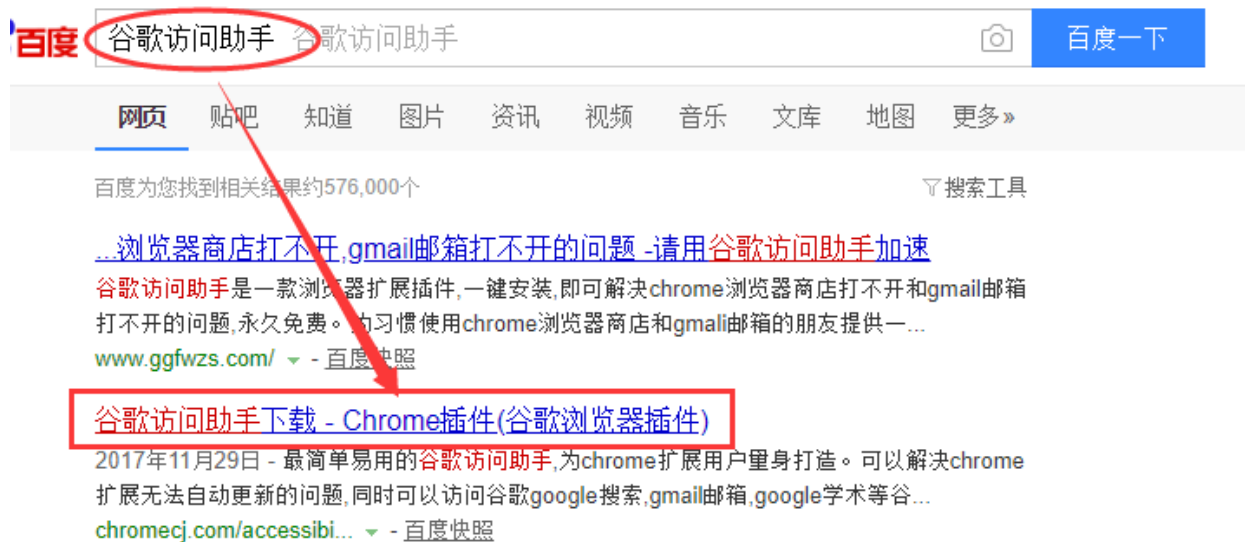 百度 谷歌访问助手 谷歌访问助手 百度一下
网页 贴吧 知道 图片 资讯 视频 音乐 文库 地图 更多»
百度为您找到相关结果约576,000个 搜索工具
...浏览器商店打不开,gmail邮箱打不开的问题 -请用谷歌访问助手加速
谷歌访问助手是一款浏览器扩展插件,一键安装,即可解决chrome浏览器商店打不开和gmail邮箱
打不开的问题,永久免费。为习惯使用chrome浏览器商店和gmali邮箱的朋友提供一...
www.ggfwzs.com/ - 百度快照
谷歌访问助手下载 - Chrome插件(谷歌浏览器插件)
2017年11月29日 - 最简单易用的谷歌访问助手,为chrome扩展用户量身打造。可以解决chrome
扩展无法自动更新的问题,同时可以访问谷歌google搜索,gmail邮箱,google学术等谷...
chromecj.com/accessibi... - 百度快照